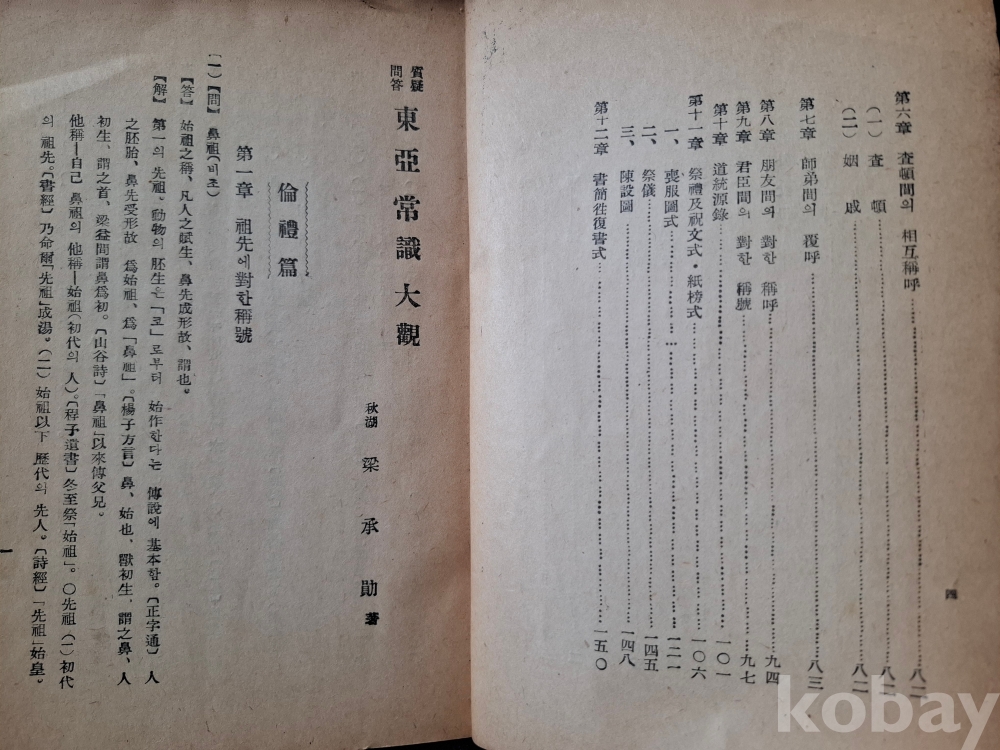 第六章 查頓間의 相互稱呼………八二
(一) 查頓………八二
(二) 姻戚………八二
第七章 師弟間의 覆呼………八三
第八章 朋友間의 對한 稱呼………九四
第九章 君臣間의 對한 稱號………九七
第十章 道統源錄………一〇一
第十一章 祭禮及祝文式・紙榜式………一〇六
一、喪服圖式………一二一
二、祭儀………一四五
三、陳設圖………一四八
第十二章 書簡徃復書式………一五〇
四
質疑問答 東亞常識大觀
秋湖 梁承勛 著
倫禮篇
第一章 祖先에對한稱號
(一)【問】 鼻祖(비조)
【答】 始祖之稱、凡人之賦生、鼻先成形故、謂也。
【解】 第一의 先祖。動物의 胚生은「코」로부터 始作한다는 傳說에 基本함。〔正字通〕人
之胚胎、鼻先受形故 爲始祖、爲「鼻祖」。〔楊子方言〕鼻、始也、獸初生、謂之鼻、人
初生、謂之首、梁益間謂鼻爲初。〔山谷詩〕「鼻祖」以來傳父兄。
他稱―自己 鼻祖의 他稱―始祖(初代의 人)。〔程子遺書〕冬至祭「始祖」。〇先祖 (一) 初代
의 祖先。〔書經〕乃命爾「先祖」成湯。(二) 始祖以下 歷代의 先人。〔詩經〕「先祖」始皇。
一
kobay